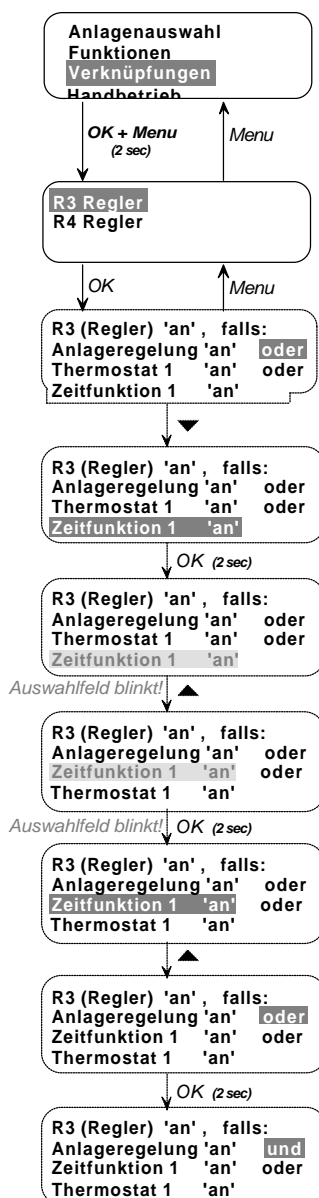 Anlagenauswahl
Funktionen
Verknüpfungen
Handbetrieb
OK + Menu
(2 sec)
Menu
R3 Regler
R4 Regler
OK
Menu
R3 (Regler) 'an' , falls:
Anlageregelung 'an' oder
Thermostat 1 'an' oder
Zeitfunktion 1 'an'
R3 (Regler) 'an' , falls:
Anlageregelung 'an' oder
Thermostat 1 'an' oder
Zeitfunktion 1 'an'
OK (2 sec)
R3 (Regler) 'an' , falls:
Anlageregelung 'an' oder
Thermostat 1 'an' oder
Zeitfunktion 1 'an'
Auswahlfeld blinkt!
R3 (Regler) 'an' , falls:
Anlageregelung 'an' oder
Zeitfunktion 1 'an' oder
Thermostat 1 'an'
Auswahlfeld blinkt! OK (2 sec)
R3 (Regler) 'an' , falls:
Anlageregelung 'an' oder
Zeitfunktion 1 'an' oder
Thermostat 1 'an'
R3 (Regler) 'an' , falls:
Anlageregelung 'an' oder
Zeitfunktion 1 'an' oder
Thermostat 1 'an'
OK (2 sec)
R3 (Regler) 'an' , falls:
Anlageregelung 'an' und
Zeitfunktion 1 'an' oder
Thermostat 1 'an'